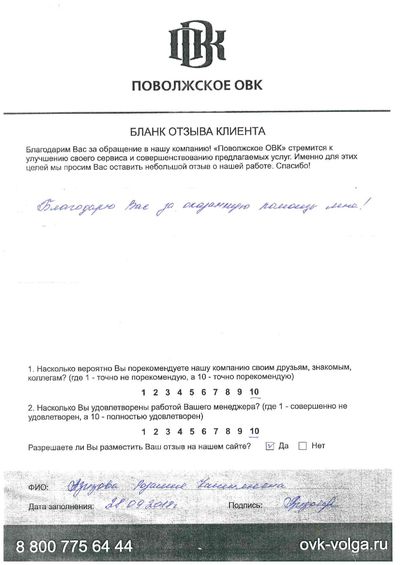 ПОВОЛЖСКОЕ ОВК
БЛАНК ОТЗЫВА КЛИЕНТА
Благодарим Вас за обращение в нашу компанию! «Поволжское ОВК» стремится к
улучшению своего сервиса и совершенствованию предлагаемых услуг. Именно для этих
целей мы просим Вас оставить небольшой отзыв о нашей работе. Спасибо!
Благодарю Вас за оказанную помощь мне!
1. Насколько вероятно Вы порекомендуете нашу компанию своим друзьям, знакомым,
коллегам? (где 1 - точно не порекомендую, а 10 - точно порекомендую)
1 2 3 4 5 6 7 8 9 10
2. Насколько Вы удовлетворены работой Вашего менеджера? (где 1 - совершенно не
удовлетворен, а 10 - полностью удовлетворен)
1 2 3 4 5 6 7 8 9 10
Разрешаете ли Вы разместить Ваш отзыв на нашем сайте? Да Нет
ФИО:
Дата заполнения: 28.09.2018г. Подпись:
8 800 775 64 44 ovk-volga.ru